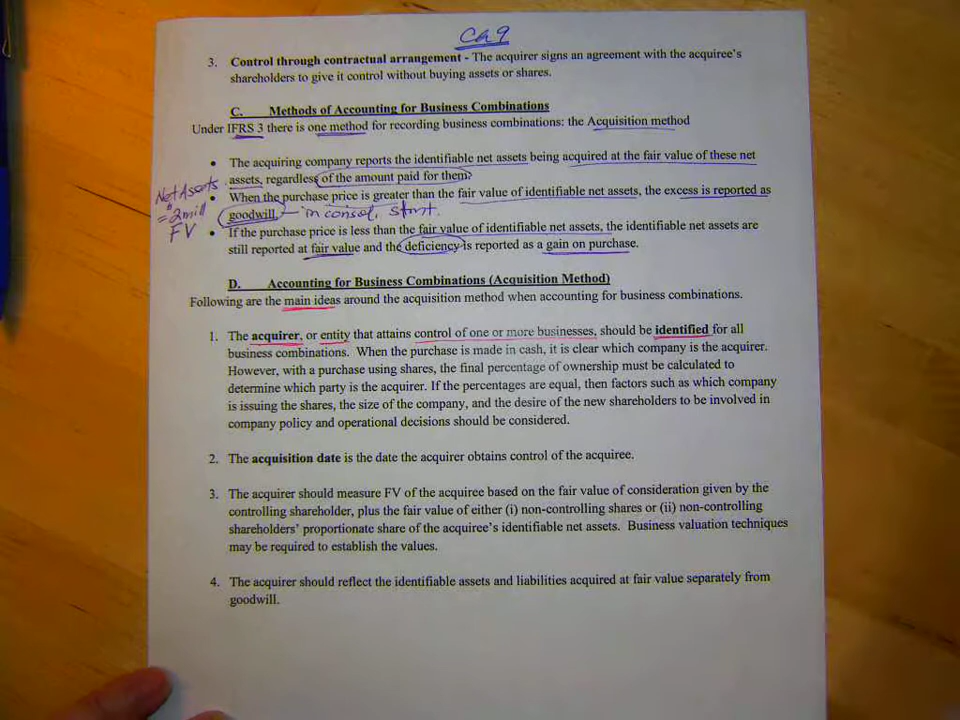 Ca 9
3. Control through contractual arrangement - The acquirer signs an agreement with the acquiree's
shareholders to give it control without buying assets or shares.
C. Methods of Accounting for Business Combinations
Under IFRS 3 there is one method for recording business combinations: the Acquisition method
• The acquiring company reports the identifiable net assets being acquired at the fair value of these net
assets, regardless of the amount paid for them?
Net Assets
• When the purchase price is greater than the fair value of identifiable net assets, the excess is reported as
= 2mill
goodwill. – in consol. stmt.
FV
• If the purchase price is less than the fair value of identifiable net assets, the identifiable net assets are
still reported at fair value and the deficiency is reported as a gain on purchase.
D. Accounting for Business Combinations (Acquisition Method)
Following are the main ideas around the acquisition method when accounting for business combinations.
1. The acquirer, or entity that attains control of one or more businesses, should be identified for all
business combinations. When the purchase is made in cash, it is clear which company is the acquirer.
However, with a purchase using shares, the final percentage of ownership must be calculated to
determine which party is the acquirer. If the percentages are equal, then factors such as which company
is issuing the shares, the size of the company, and the desire of the new shareholders to be involved in
company policy and operational decisions should be considered.
2. The acquisition date is the date the acquirer obtains control of the acquiree.
3. The acquirer should measure FV of the acquiree based on the fair value of consideration given by the
controlling shareholder, plus the fair value of either (i) non-controlling shares or (ii) non-controlling
shareholders' proportionate share of the acquiree's identifiable net assets. Business valuation techniques
may be required to establish the values.
4. The acquirer should reflect the identifiable assets and liabilities acquired at fair value separately from
goodwill.